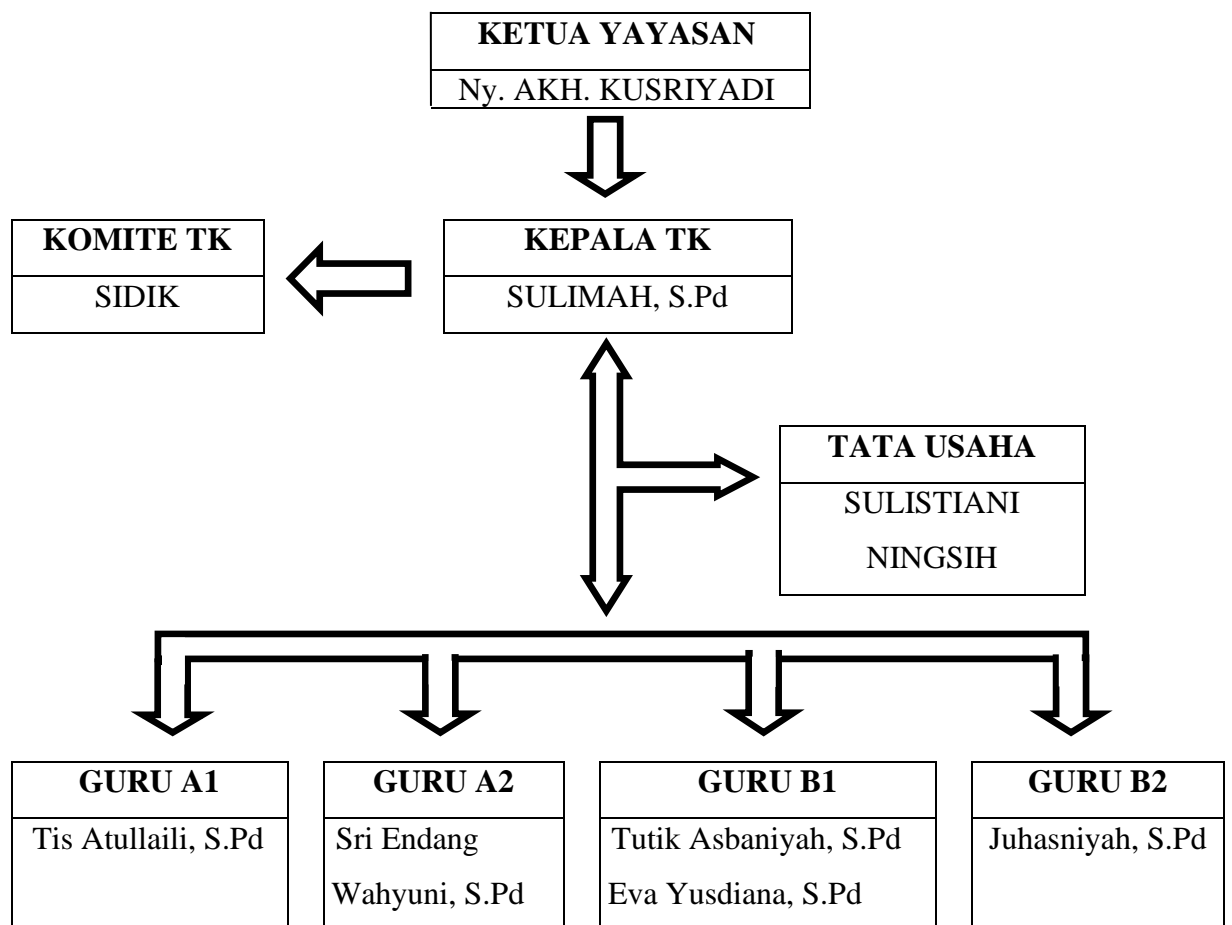 KETUA YAYASAN
Ny. AKH. KUSRIYADI
KOMITE TK
SIDIK
KEPALA TK
SULIMAH, S.Pd
TATA USAHA
SULISTIANI
NINGSIH
GURU A1
Tis Atullaili, S.Pd
GURU A2
Sri Endang
Wahyuni, S.Pd
GURU B1
Tutik Asbaniyah, S.Pd
Eva Yusdiana, S.Pd
GURU B2
Juhasniyah, S.Pd